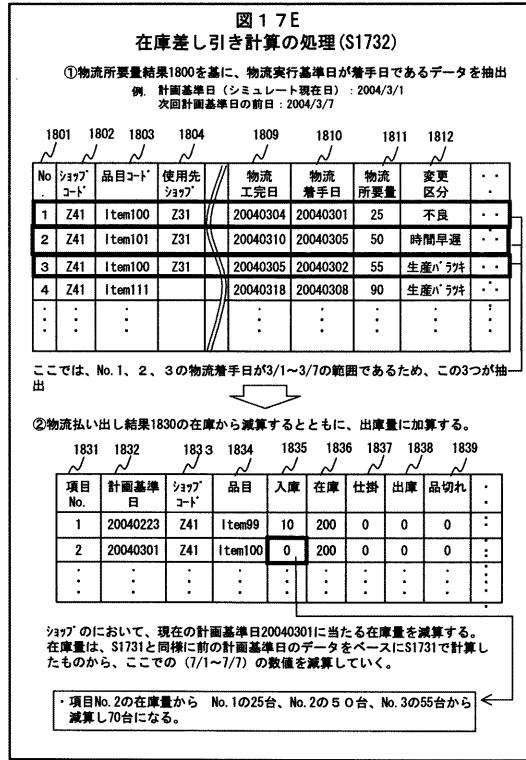 図17E
在庫差し引き計算の処理(S1732)
①物流所要量結果1800を基に、物流実行基準日が着手日であるデータを抽出
例. 計画基準日（シミュレート現在日）：2004/3/1
次回計画基準日の前日：2004/3/7
1801 1802 1803 1804 1809 1810 1811 1812
No. ｼｮｯﾌﾟｺｰﾄﾞ 品目ｺｰﾄﾞ 使用先ｼｮｯﾌﾟ 物流工完日 物流着手日 物流所要量 変更区分 ・・
1 Z41 Item100 Z31 20040304 20040301 25 不良 ・・
2 Z41 Item101 Z31 20040310 20040305 50 時間早遅 ・・
3 Z41 Item100 Z31 20040305 20040302 55 生産ﾊﾞﾗﾂｷ ・・
4 Z41 Item111 20040318 20040308 90 生産ﾊﾞﾗﾂｷ ・・
ここでは、No.1、2、3の物流着手日が3/1～3/7の範囲であるため、この3つが抽
出
②物流払い出し結果1830の在庫から減算するとともに、出庫量に加算する。
1831 1832 1833 1834 1835 1836 1837 1838 1839
項目No. 計画基準日 ｼｮｯﾌﾟｺｰﾄﾞ 品目 入庫 在庫 仕掛 出庫 品切れ
1 20040223 Z41 Item99 10 200 0 0 0
2 20040301 Z41 Item100 0 200 0 0 0
ｼｮｯﾌﾟのにおいて、現在の計画基準日20040301に当たる在庫量を減算する。
在庫量は、S1731と同様に前の計画基準日のデータをベースにS1731で計算し
たものから、ここでの（7/1～7/7）の数値を減算していく。
・項目No.2の在庫量から No.1の25台、No.2の５０台、No.3の55台から
減算し70台になる。